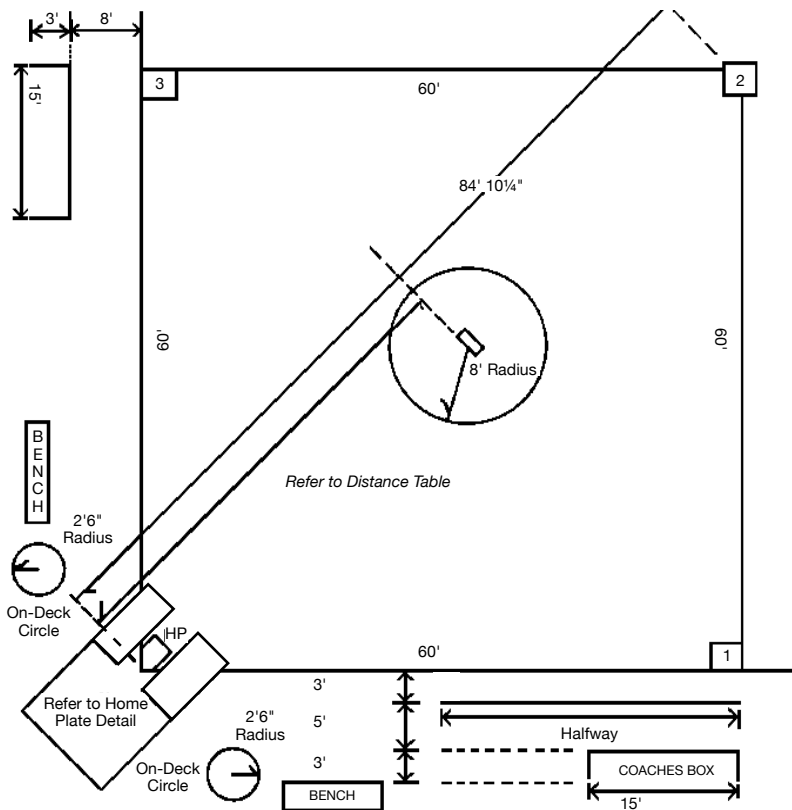 3' 8'
15'
3
60'
2
84' 10¼"
60'
60'
8' Radius
BENCH
2'6"
Radius
Refer to Distance Table
On-Deck
Circle
HP
60'
1
Refer to Home
Plate Detail
3'
5'
3'
2'6"
Radius
On-Deck
Circle
BENCH
Halfway
COACHES BOX
15'